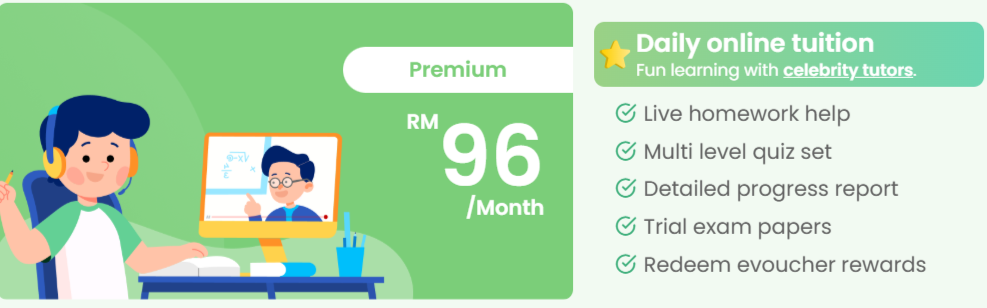 Premium
RM
96
/Month
Daily online tuition
Fun learning with celebrity tutors.
Live homework help
Multi level quiz set
Detailed progress report
Trial exam papers
Redeem evoucher rewards